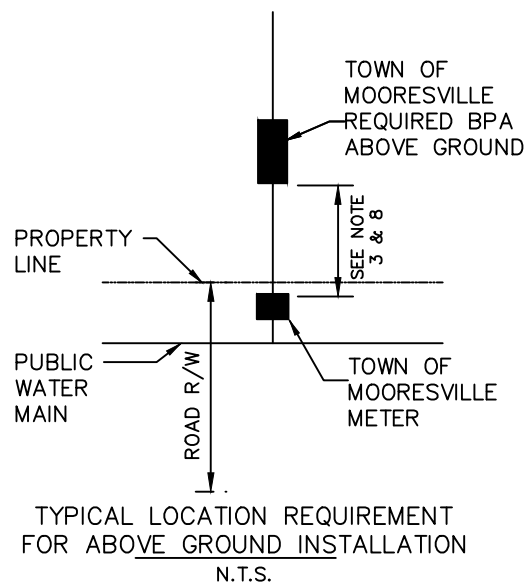 TOWN OF
MOORESVILLE
REQUIRED BPA
ABOVE GROUND
SEE NOTE
3 & 8
PROPERTY
LINE
PUBLIC
WATER
MAIN
ROAD R/W
TOWN OF
MOORESVILLE
METER
TYPICAL LOCATION REQUIREMENT
FOR ABOVE GROUND INSTALLATION
N.T.S.